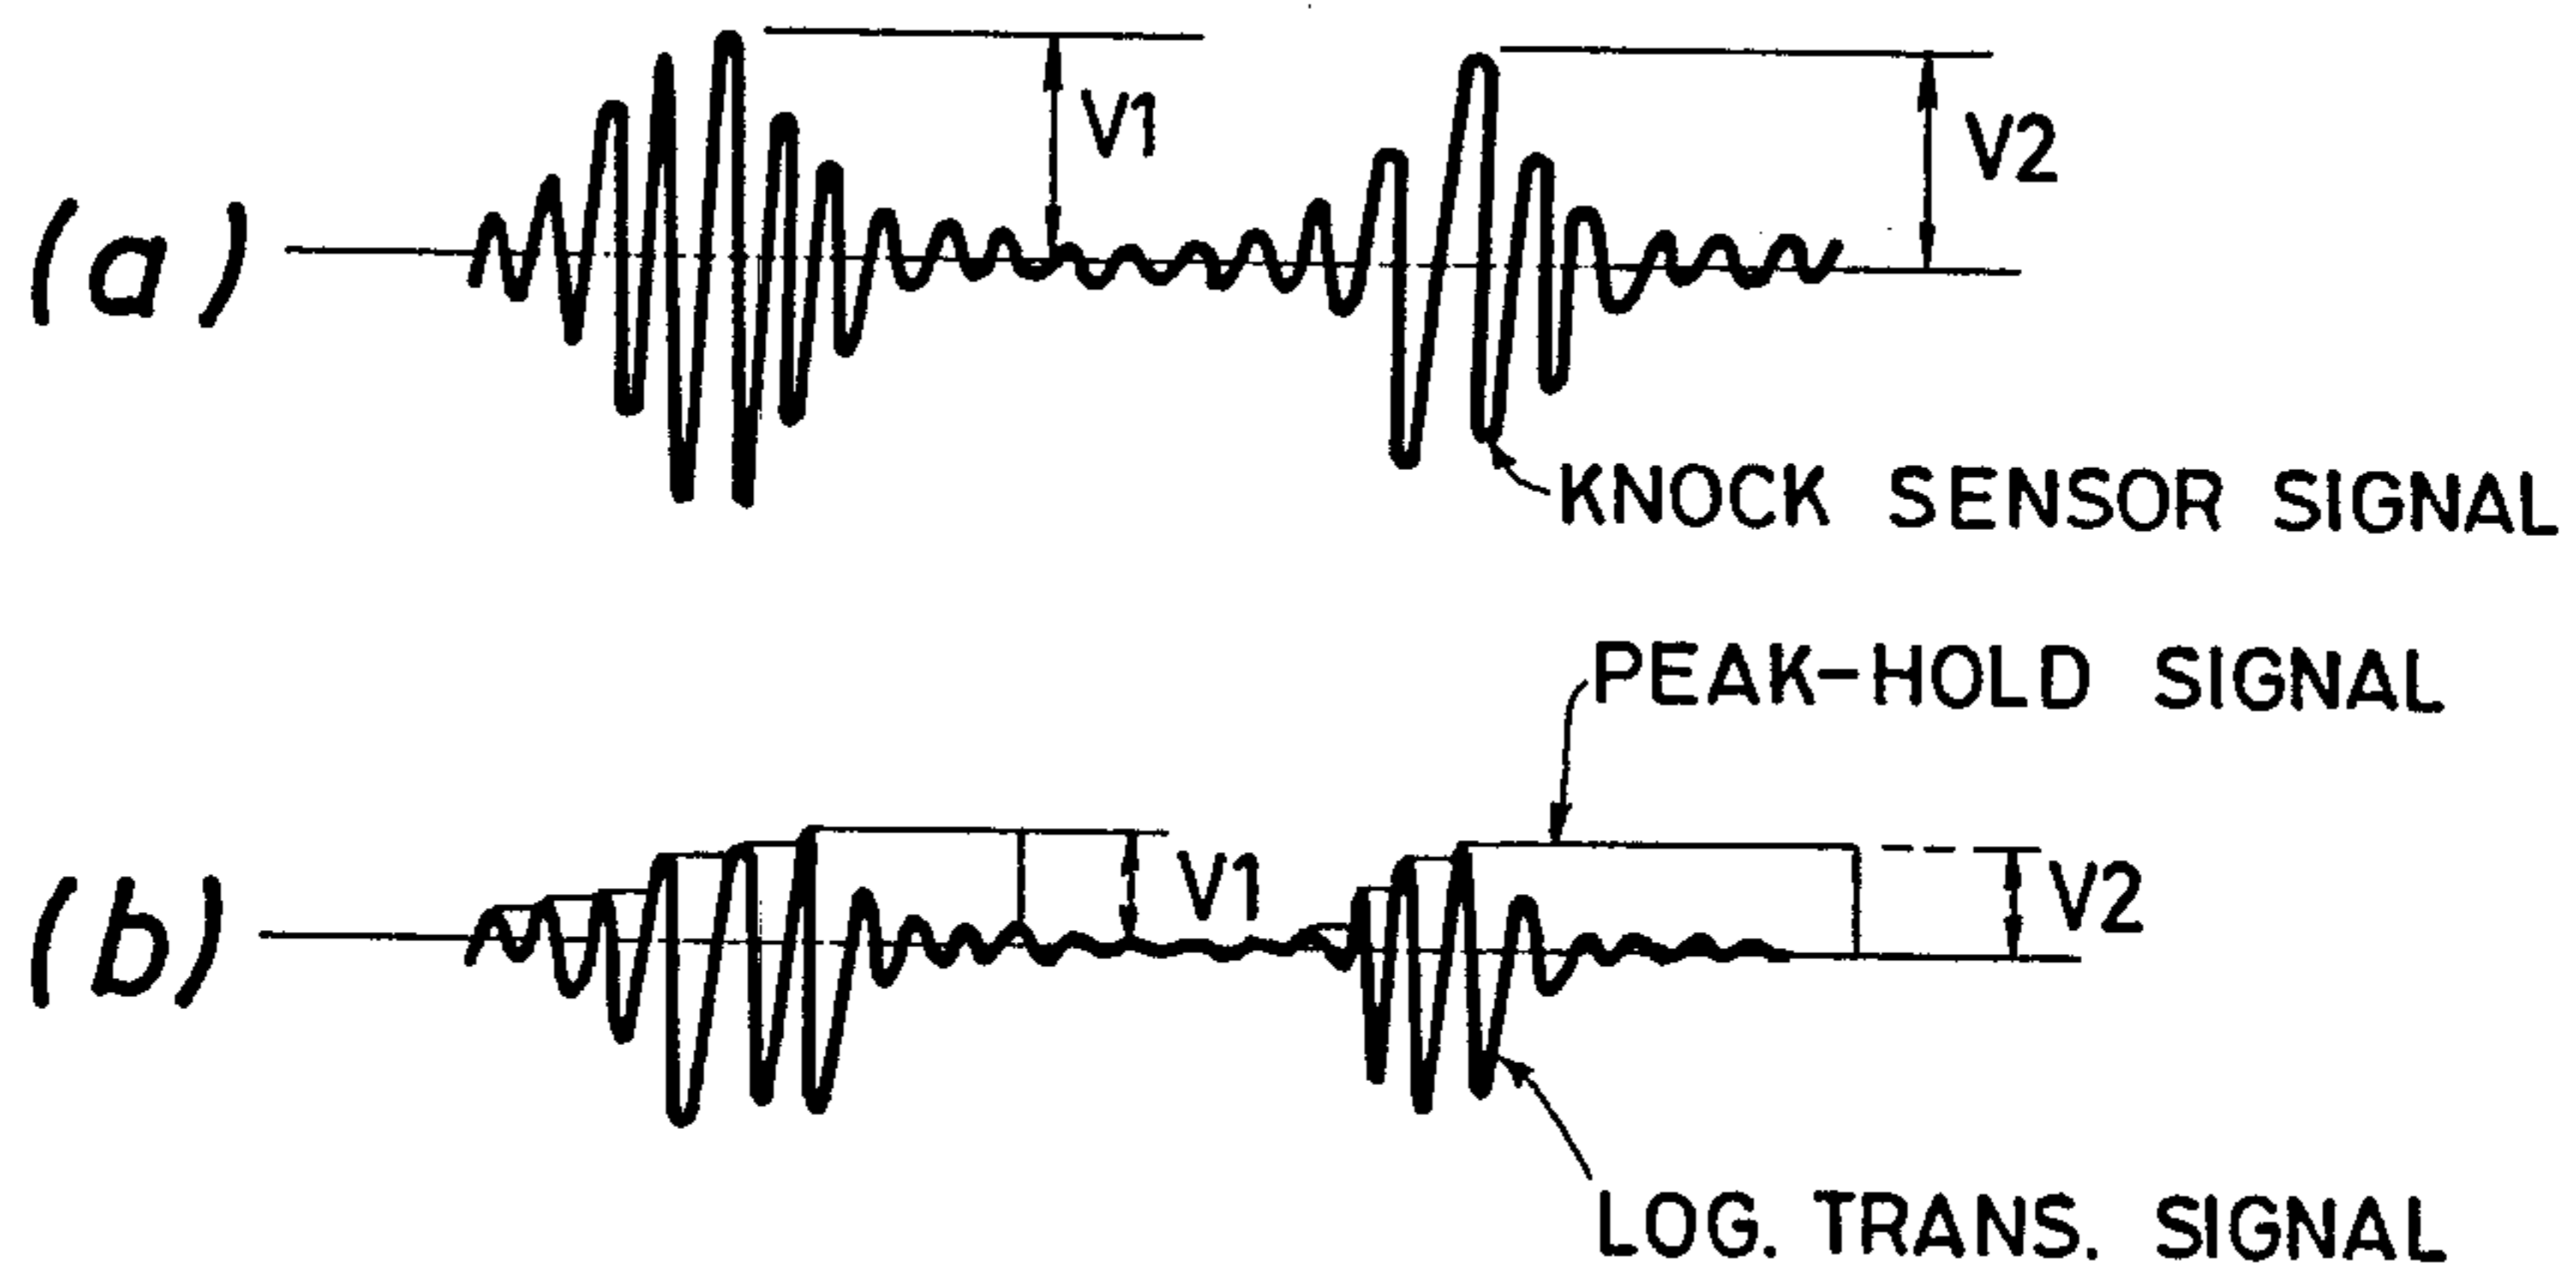 (a)
V1
V2
KNOCK SENSOR SIGNAL
PEAK-HOLD SIGNAL
(b)
V1
V2
LOG. TRANS. SIGNAL